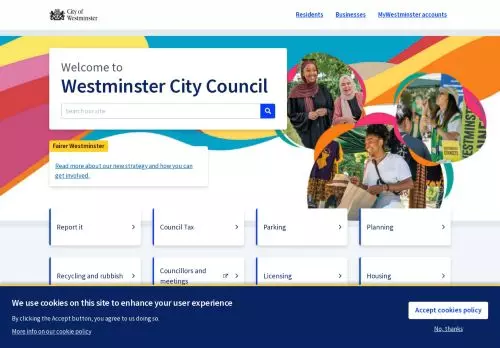 City of
Westminster
Residents
Businesses
MyWestminster accounts
Welcome to
Westminster City Council
Search our site
Fairer Westminster
Read more about our new strategy and how you can
get involved.
Report it
Council Tax
Parking
Planning
Recycling and rubbish
Councillors and
meetings
Licensing
Housing
We use cookies on this site to enhance your user experience
By clicking the Accept button, you agree to us doing so.
More info on our cookie policy
Accept cookies policy
No, thanks